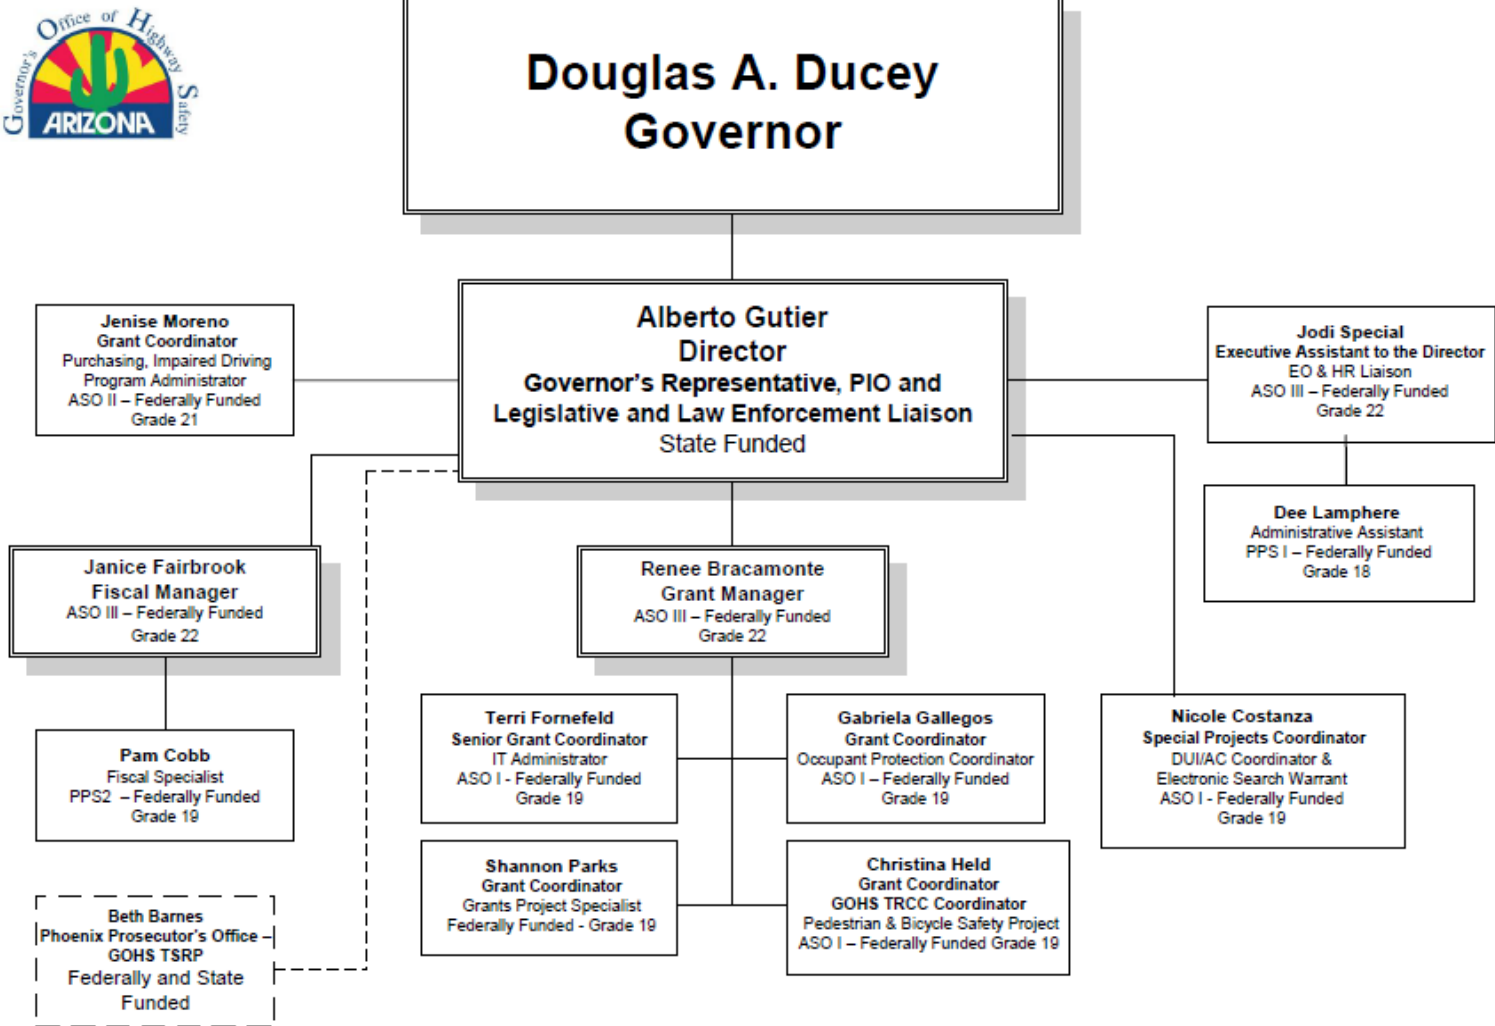 Governor's Office of Highway Safety
ARIZONA
Douglas A. Ducey
Governor
Alberto Gutier
Director
Governor's Representative, PIO and
Legislative and Law Enforcement Liaison
State Funded
Jenise Moreno
Grant Coordinator
Purchasing, Impaired Driving
Program Administrator
ASO II – Federally Funded
Grade 21
Jodi Special
Executive Assistant to the Director
EO & HR Liaison
ASO III – Federally Funded
Grade 22
Dee Lamphere
Administrative Assistant
PPS I – Federally Funded
Grade 18
Janice Fairbrook
Fiscal Manager
ASO III – Federally Funded
Grade 22
Renee Bracamonte
Grant Manager
ASO III – Federally Funded
Grade 22
Pam Cobb
Fiscal Specialist
PPS2 – Federally Funded
Grade 19
Terri Fornefeld
Senior Grant Coordinator
IT Administrator
ASO I - Federally Funded
Grade 19
Gabriela Gallegos
Grant Coordinator
Occupant Protection Coordinator
ASO I – Federally Funded
Grade 19
Nicole Costanza
Special Projects Coordinator
DUI/AC Coordinator &
Electronic Search Warrant
ASO I - Federally Funded
Grade 19
Shannon Parks
Grant Coordinator
Grants Project Specialist
Federally Funded - Grade 19
Christina Held
Grant Coordinator
GOHS TRCC Coordinator
Pedestrian & Bicycle Safety Project
ASO I – Federally Funded Grade 19
Beth Barnes
Phoenix Prosecutor's Office –
GOHS TSRP
Federally and State
Funded